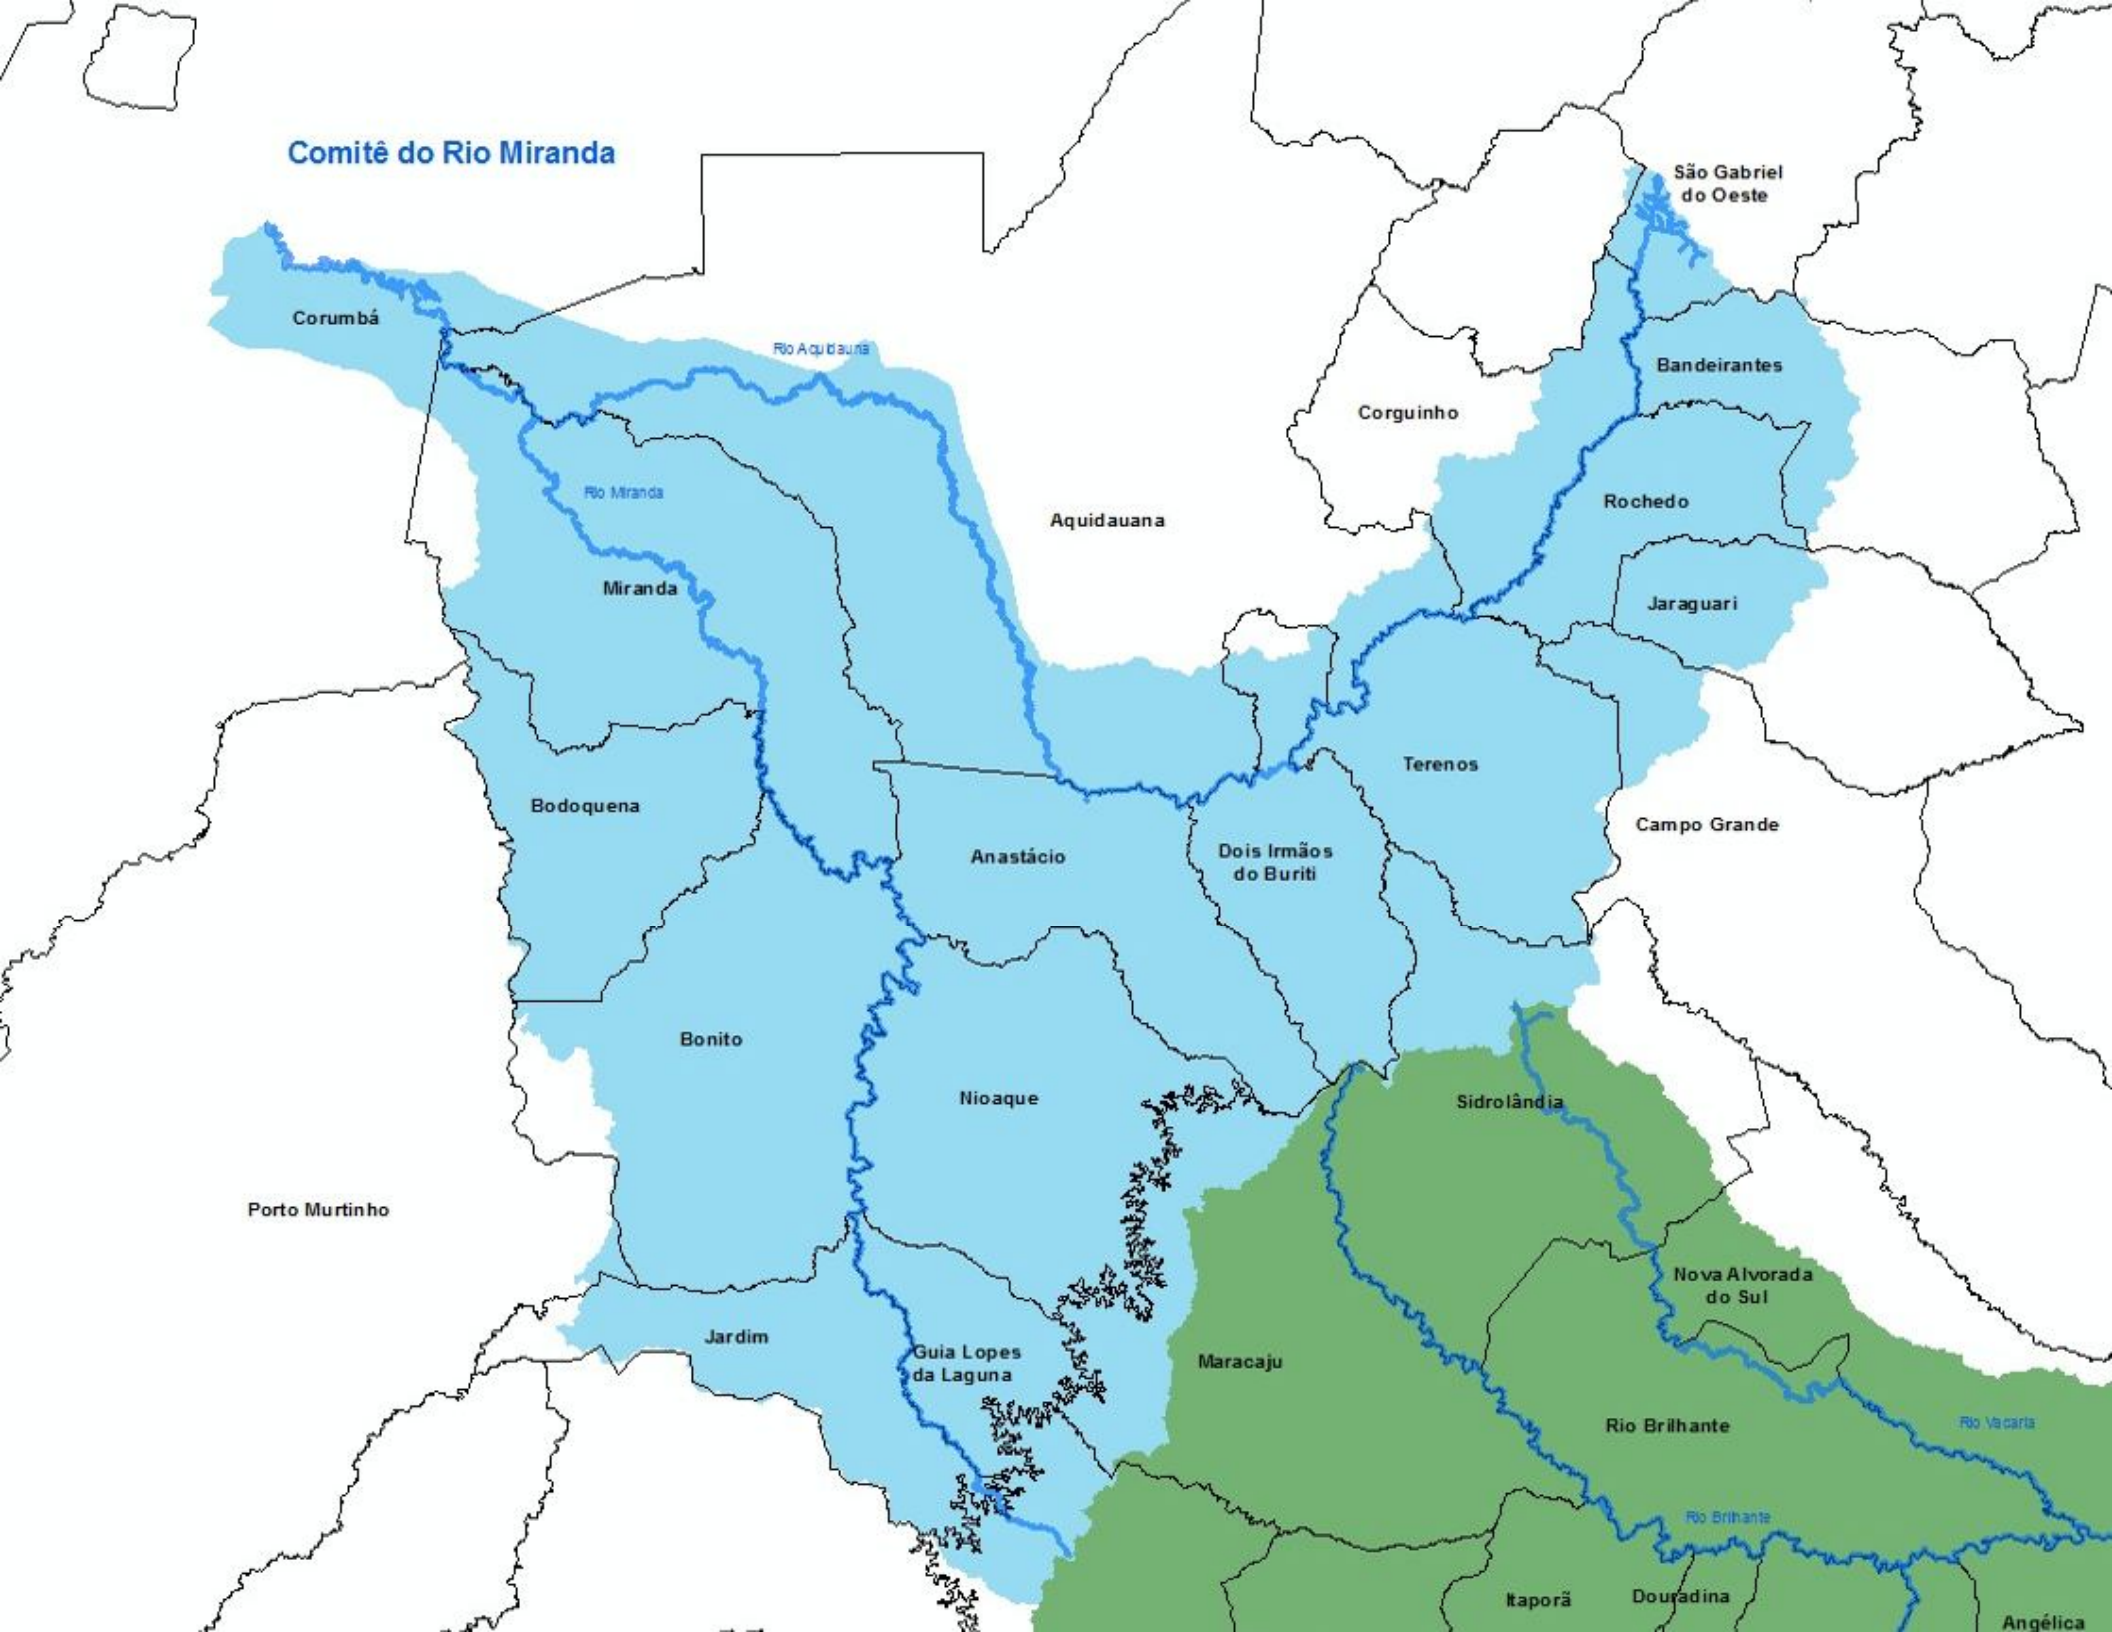 Comitê do Rio Miranda
São Gabriel
do Oeste
Corumbá
Rio Aquidauna
Bandeirantes
Corguinho
Rio Miranda
Rochedo
Aquidauana
Miranda
Jaraguari
Terenos
Bodoquena
Campo Grande
Anastácio
Dois Irmãos
do Buriti
Bonito
Nioaque
Sidrolândia
Porto Murtinho
Nova Alvorada
do Sul
Jardim
Guia Lopes
da Laguna
Maracaju
Rio Brilhante
Rio Vacaria
Rio Brilhante
Itaporã
Douradina
Angélica